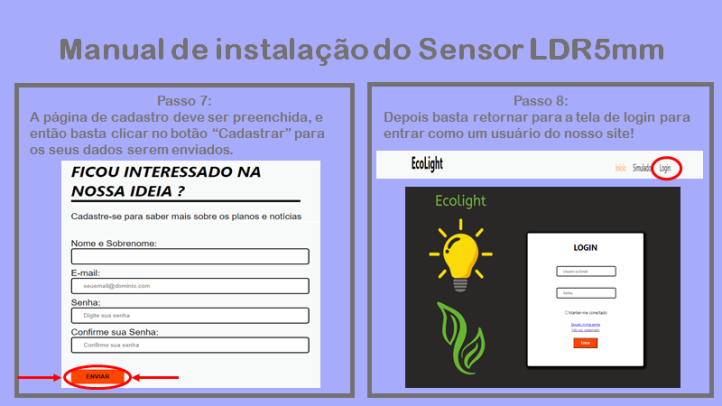 Manual de instalação do Sensor LDR5mm
Passo 7:
A página de cadastro deve ser preenchida, e
então basta clicar no botão “Cadastrar” para
os seus dados serem enviados.
FICOU INTERESSADO NA
NOSSA IDEIA ?
Cadastre-se para saber mais sobre os planos e notícias
Nome e Sobrenome:
E-mail:
seuemail@dominio.com
Senha:
Digite sua senha
Confirme sua Senha:
Confirme sua senha
ENVIAR
Passo 8:
Depois basta retornar para a tela de login para
entrar como um usuário do nosso site!
EcoLight
Início Simulador Login
Ecolight
LOGIN
Senha
Manter-me conectado
Entrar